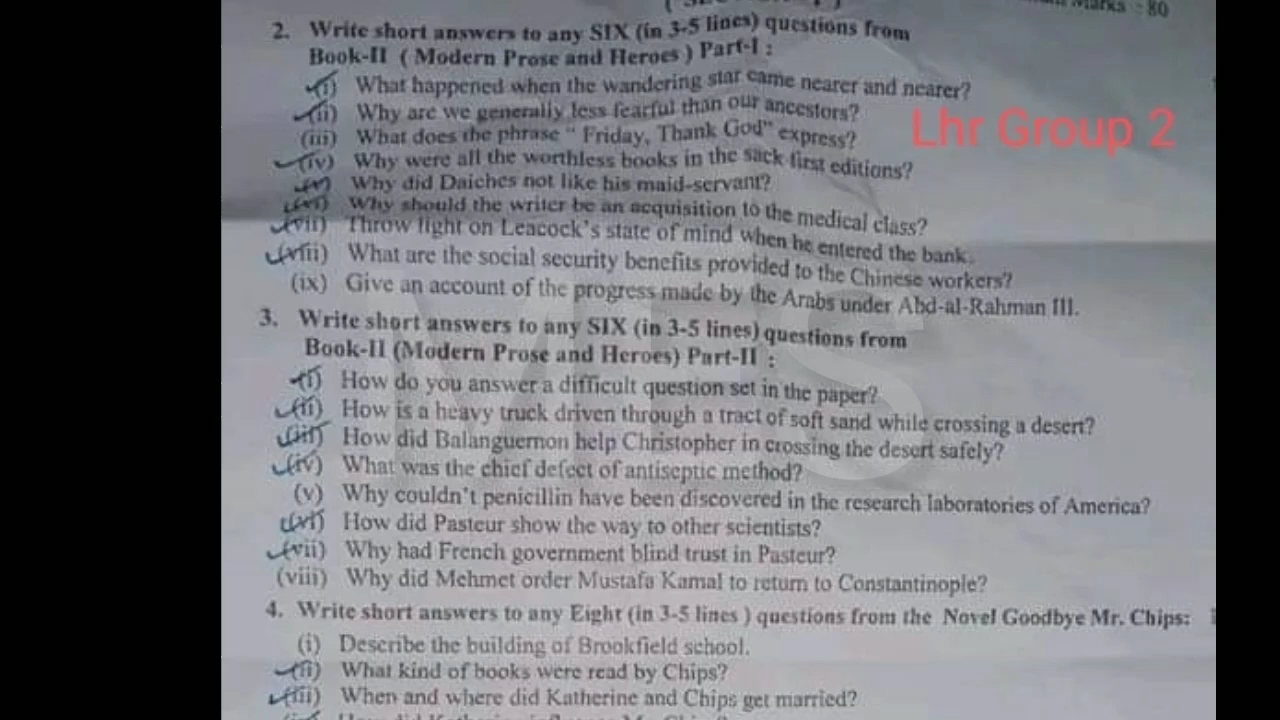 Marks : 80
2. Write short answers to any SIX (in 3-5 lines) questions from
Book-II ( Modern Prose and Heroes ) Part-I :
(i) What happened when the wandering star came nearer and nearer?
(ii) Why are we generally less fearful than our ancestors?
Lhr Group 2
(iii) What does the phrase " Friday, Thank God" express?
(iv) Why were all the worthless books in the sack first editions?
(v) Why did Daiches not like his maid-servant?
(vi) Why should the writer be an acquisition to the medical class?
(vii) Throw light on Leacock's state of mind when he entered the bank.
(viii) What are the social security benefits provided to the Chinese workers?
(ix) Give an account of the progress made by the Arabs under Abd-al-Rahman III.
3. Write short answers to any SIX (in 3-5 lines) questions from
Book-II (Modern Prose and Heroes) Part-II :
(i) How do you answer a difficult question set in the paper?
(ii) How is a heavy truck driven through a tract of soft sand while crossing a desert?
(iii) How did Balanguernon help Christopher in crossing the desert safely?
(iv) What was the chief defect of antiseptic method?
(v) Why couldn't penicillin have been discovered in the research laboratories of America?
(vi) How did Pasteur show the way to other scientists?
(vii) Why had French government blind trust in Pasteur?
(viii) Why did Mehmet order Mustafa Kamal to return to Constantinople?
4. Write short answers to any Eight (in 3-5 lines ) questions from the Novel Goodbye Mr. Chips:
(i) Describe the building of Brookfield school.
(ii) What kind of books were read by Chips?
(iii) When and where did Katherine and Chips get married?